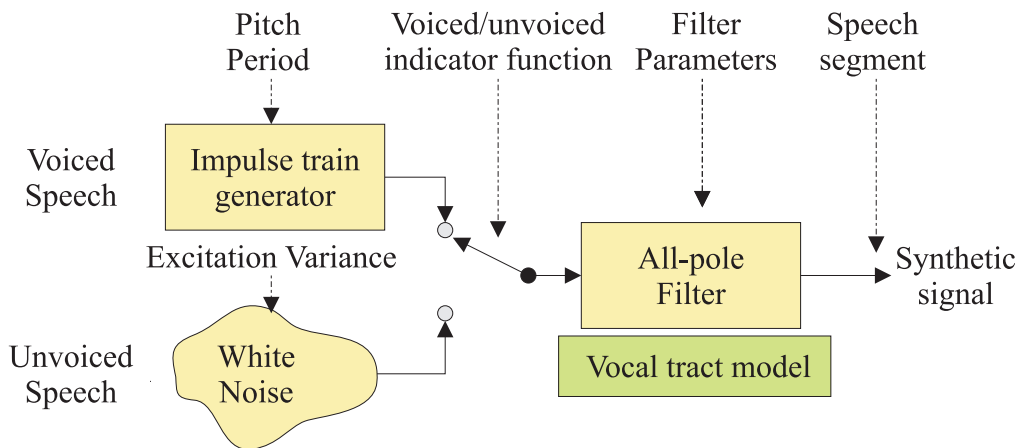 Pitch
Period
Voiced/unvoiced
indicator function
Filter
Parameters
Speech
segment
Voiced
Speech
Impulse train
generator
Excitation Variance
All-pole
Filter
Synthetic
signal
Unvoiced
Speech
White
Noise
Vocal tract model